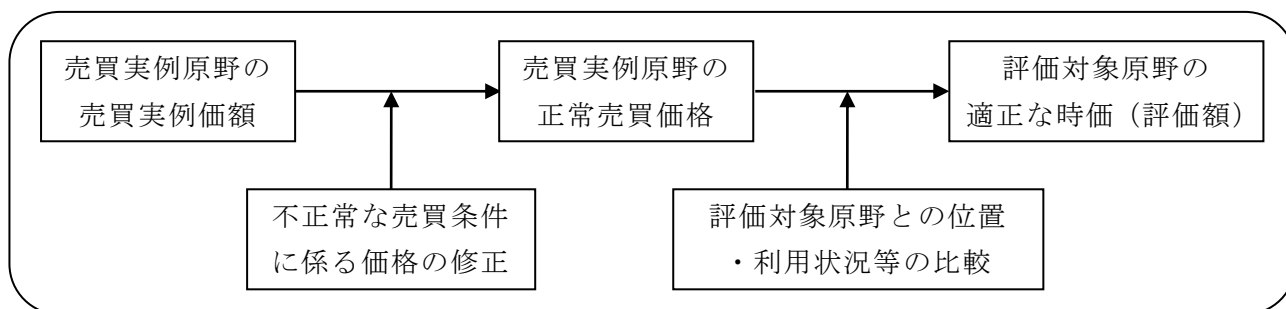 売買実例原野の
売買実例価額
売買実例原野の
正常売買価格
評価対象原野の
適正な時価（評価額）
不正常な売買条件
に係る価格の修正
評価対象原野との位置
・利用状況等の比較